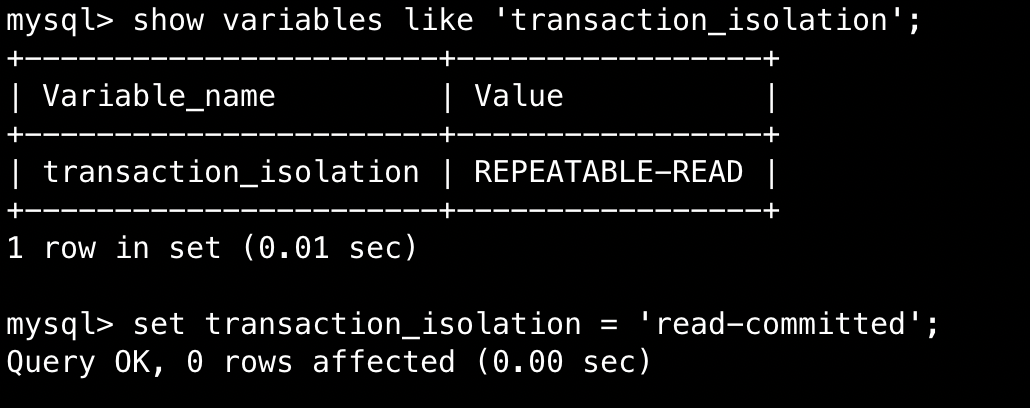 mysql> show variables like 'transaction_isolation';
+-----------------------+-----------------+
| Variable_name         | Value           |
+-----------------------+-----------------+
| transaction_isolation | REPEATABLE-READ |
+-----------------------+-----------------+
1 row in set (0.01 sec)
mysql> set transaction_isolation = 'read-committed';
Query OK, 0 rows affected (0.00 sec)